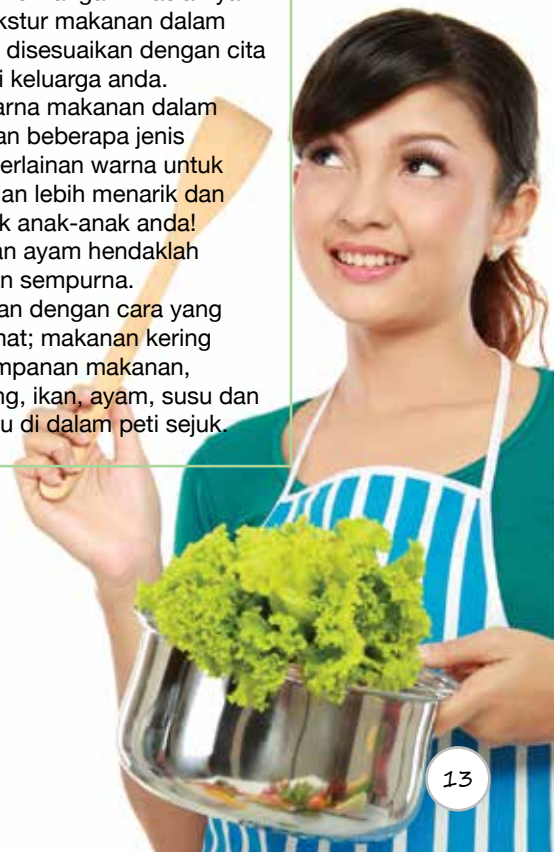 kstur makanan dalam
disesuaikan dengan cita
i keluarga anda.
arna makanan dalam
an beberapa jenis
erlainan warna untuk
an lebih menarik dan
k anak-anak anda!
an ayam hendaklah
n sempurna.
an dengan cara yang
hat; makanan kering
mpanan makanan,
ng, ikan, ayam, susu dan
u di dalam peti sejuk.
13